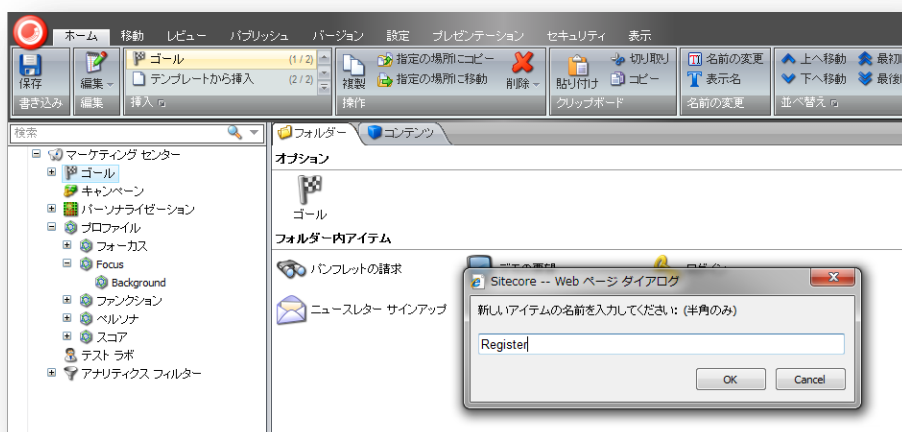 ホーム 移動 レビュー パブリッシュ バージョン 設定 プレゼンテーション セキュリティ 表示
保存 編集 ゴール (1 / 2) 複製 指定の場所にコピー 削除 貼り付け 切り取り 名前の変更 上へ移動 最初
テンプレートから挿入 (2 / 2) 指定の場所に移動 コピー 表示名 下へ移動 最後
書き込み 編集 挿入 操作 クリップボード 名前の変更 並べ替え
検索
フォルダー コンテンツ
マーケティング センター
ゴール
キャンペーン
パーソナライゼーション
プロファイル
フォーカス
Focus
Background
ファンクション
ペルソナ
スコア
テスト ラボ
アナリティクス フィルター
オプション
ゴール
フォルダー内アイテム
パンフレットの請求
ニュースレター サインアップ
Sitecore -- Web ページ ダイアログ
新しいアイテムの名前を入力してください: (半角のみ)
Register
OK Cancel